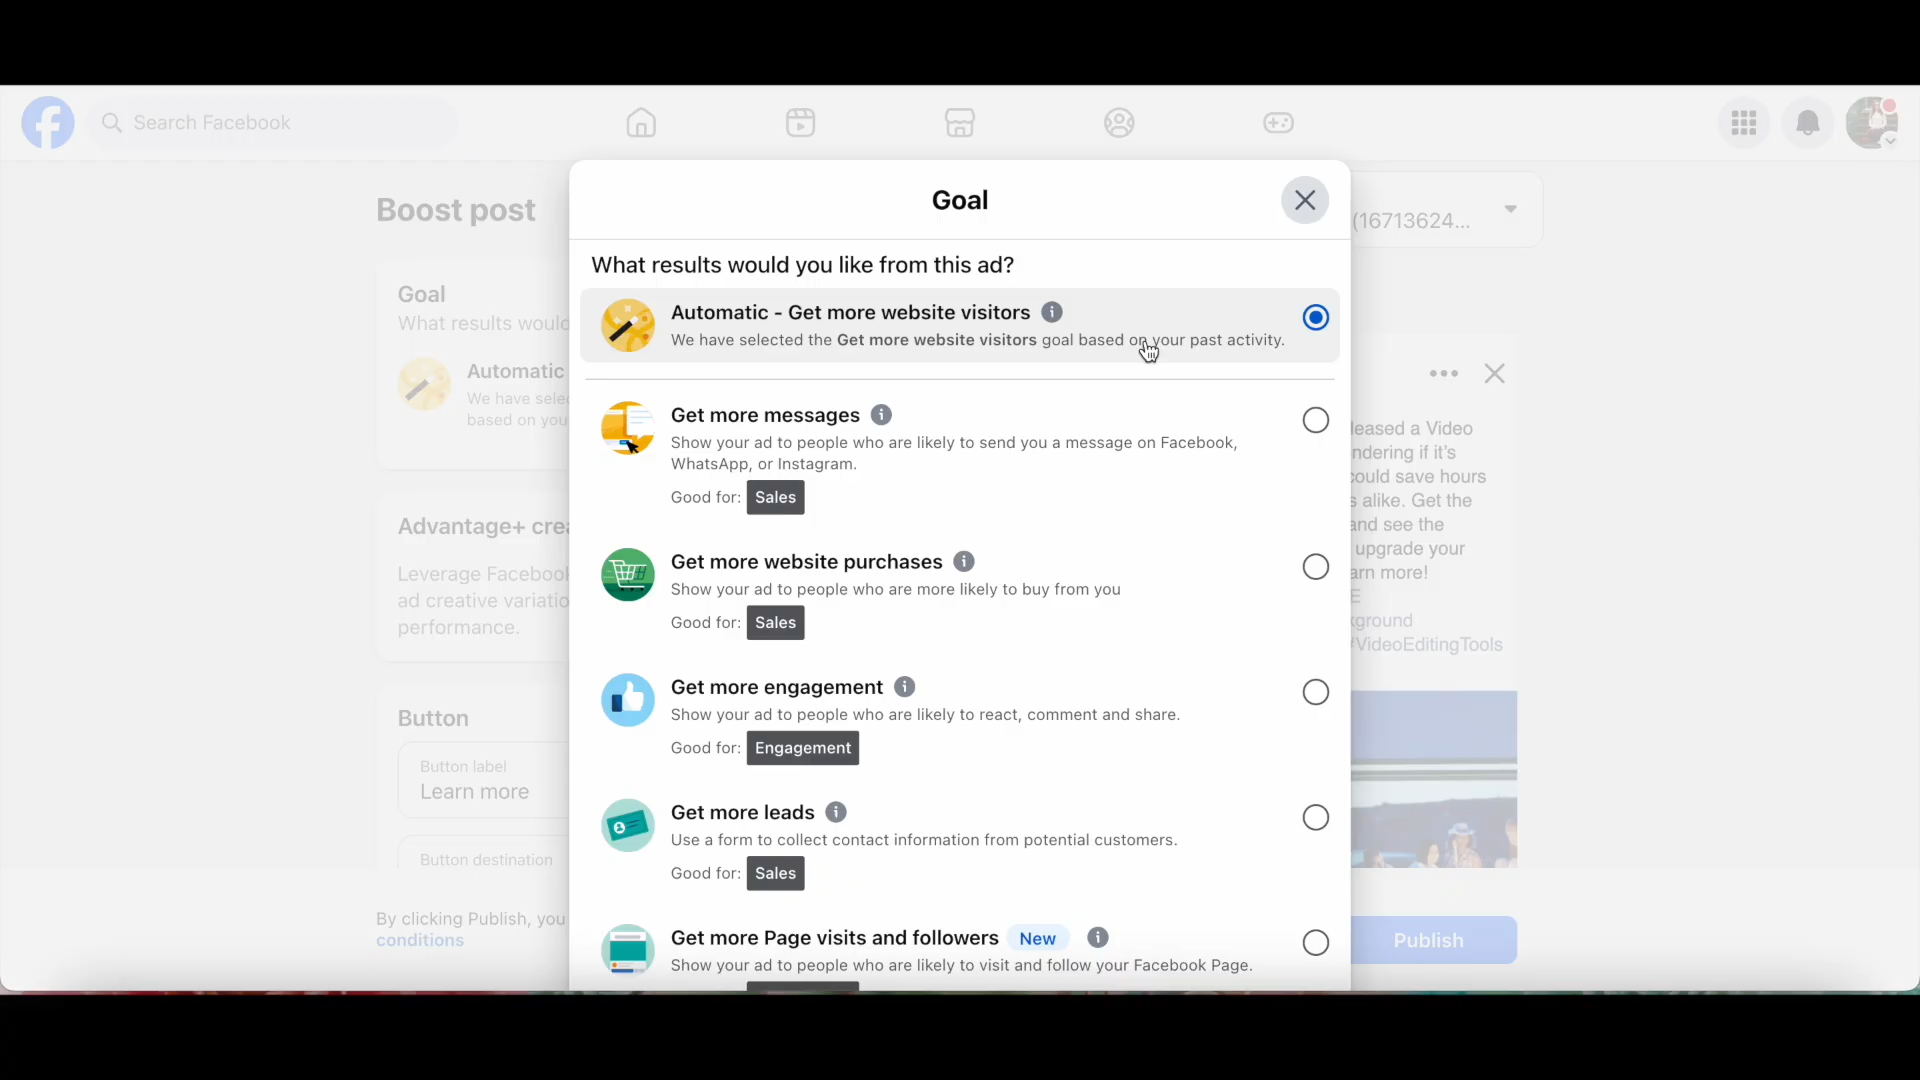 Search Facebook
Boost post
(16713624...
Goal
What results would
Automatic
We have selec
based on you
Advantage+ crea
Leverage Facebook
ad creative variatio
performance.
Button
Button label
Learn more
Button destination
By clicking Publish, you
conditions
Goal
What results would you like from this ad?
Automatic - Get more website visitors
We have selected the Get more website visitors goal based on your past activity.
Get more messages
Show your ad to people who are likely to send you a message on Facebook,
WhatsApp, or Instagram.
Good for: Sales
Get more website purchases
Show your ad to people who are more likely to buy from you
Good for: Sales
Get more engagement
Show your ad to people who are likely to react, comment and share.
Good for: Engagement
Get more leads
Use a form to collect contact information from potential customers.
Good for: Sales
Get more Page visits and followers New
Show your ad to people who are likely to visit and follow your Facebook Page.
leased a Video
ndering if it's
could save hours
s alike. Get the
and see the
upgrade your
arn more!
E
kground
#VideoEditingTools
Publish